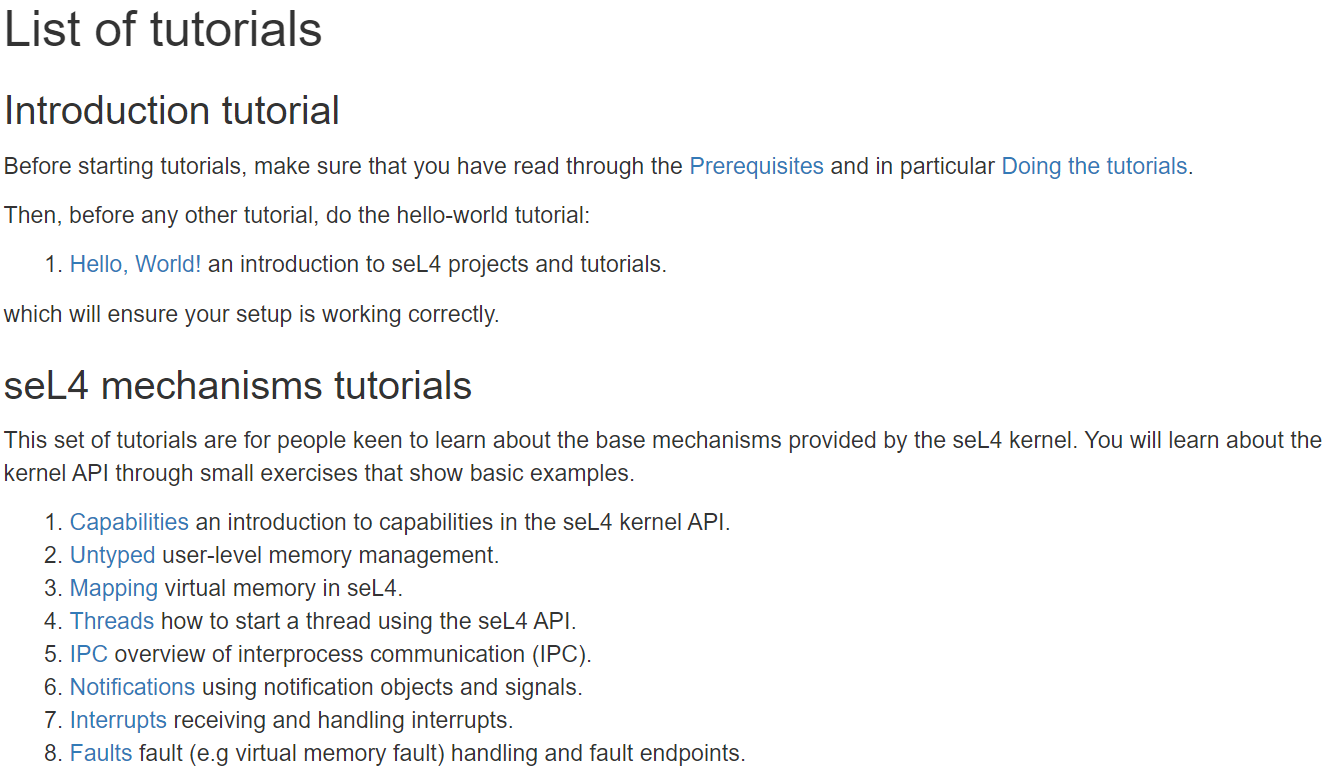 List of tutorials
Introduction tutorial
Before starting tutorials, make sure that you have read through the Prerequisites and in particular Doing the tutorials.
Then, before any other tutorial, do the hello-world tutorial:
1. Hello, World! an introduction to seL4 projects and tutorials.
which will ensure your setup is working correctly.
seL4 mechanisms tutorials
This set of tutorials are for people keen to learn about the base mechanisms provided by the seL4 kernel. You will learn about the
kernel API through small exercises that show basic examples.
1. Capabilities an introduction to capabilities in the seL4 kernel API.
2. Untyped user-level memory management.
3. Mapping virtual memory in seL4.
4. Threads how to start a thread using the seL4 API.
5. IPC overview of interprocess communication (IPC).
6. Notifications using notification objects and signals.
7. Interrupts receiving and handling interrupts.
8. Faults fault (e.g virtual memory fault) handling and fault endpoints.